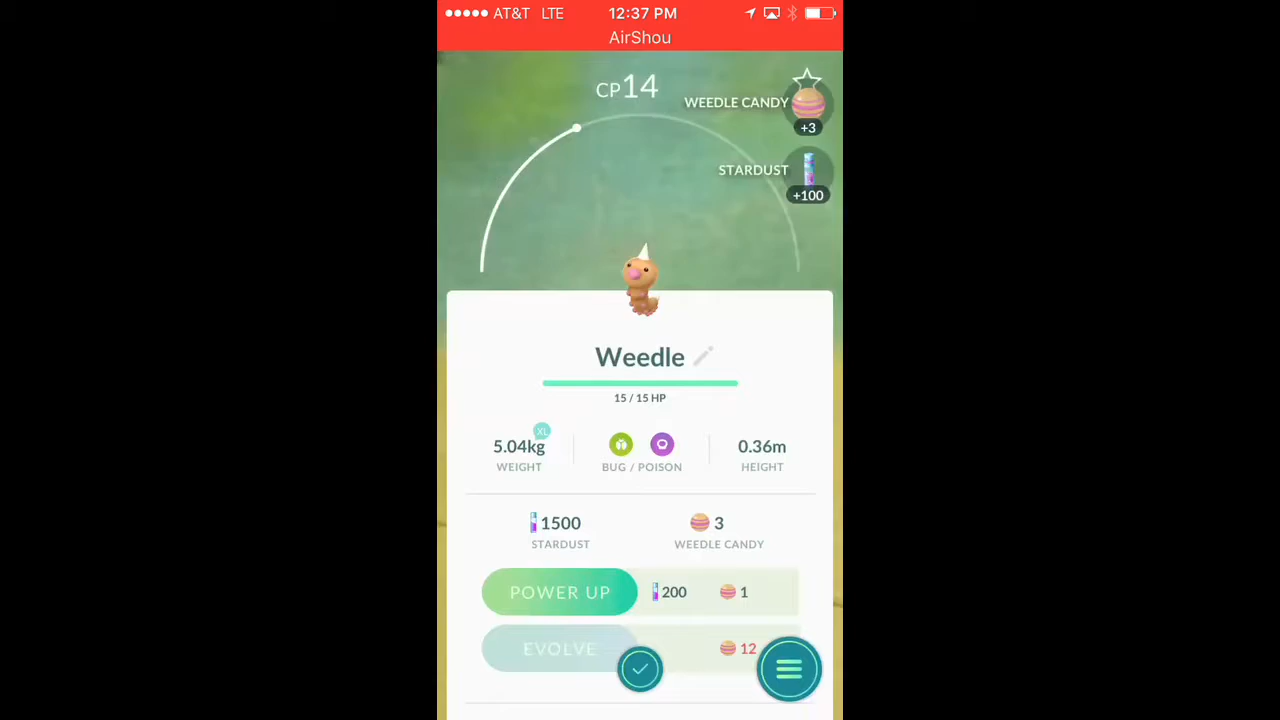 AT&T LTE 12:37 PM
AirShou
CP14
WEEDLE CANDY
+3
STARDUST
+100
Weedle
15 / 15 HP
XL
5.04kg 0.36m
WEIGHT BUG / POISON HEIGHT
1500 3
STARDUST WEEDLE CANDY
POWER UP 200 1
EVOLVE 12